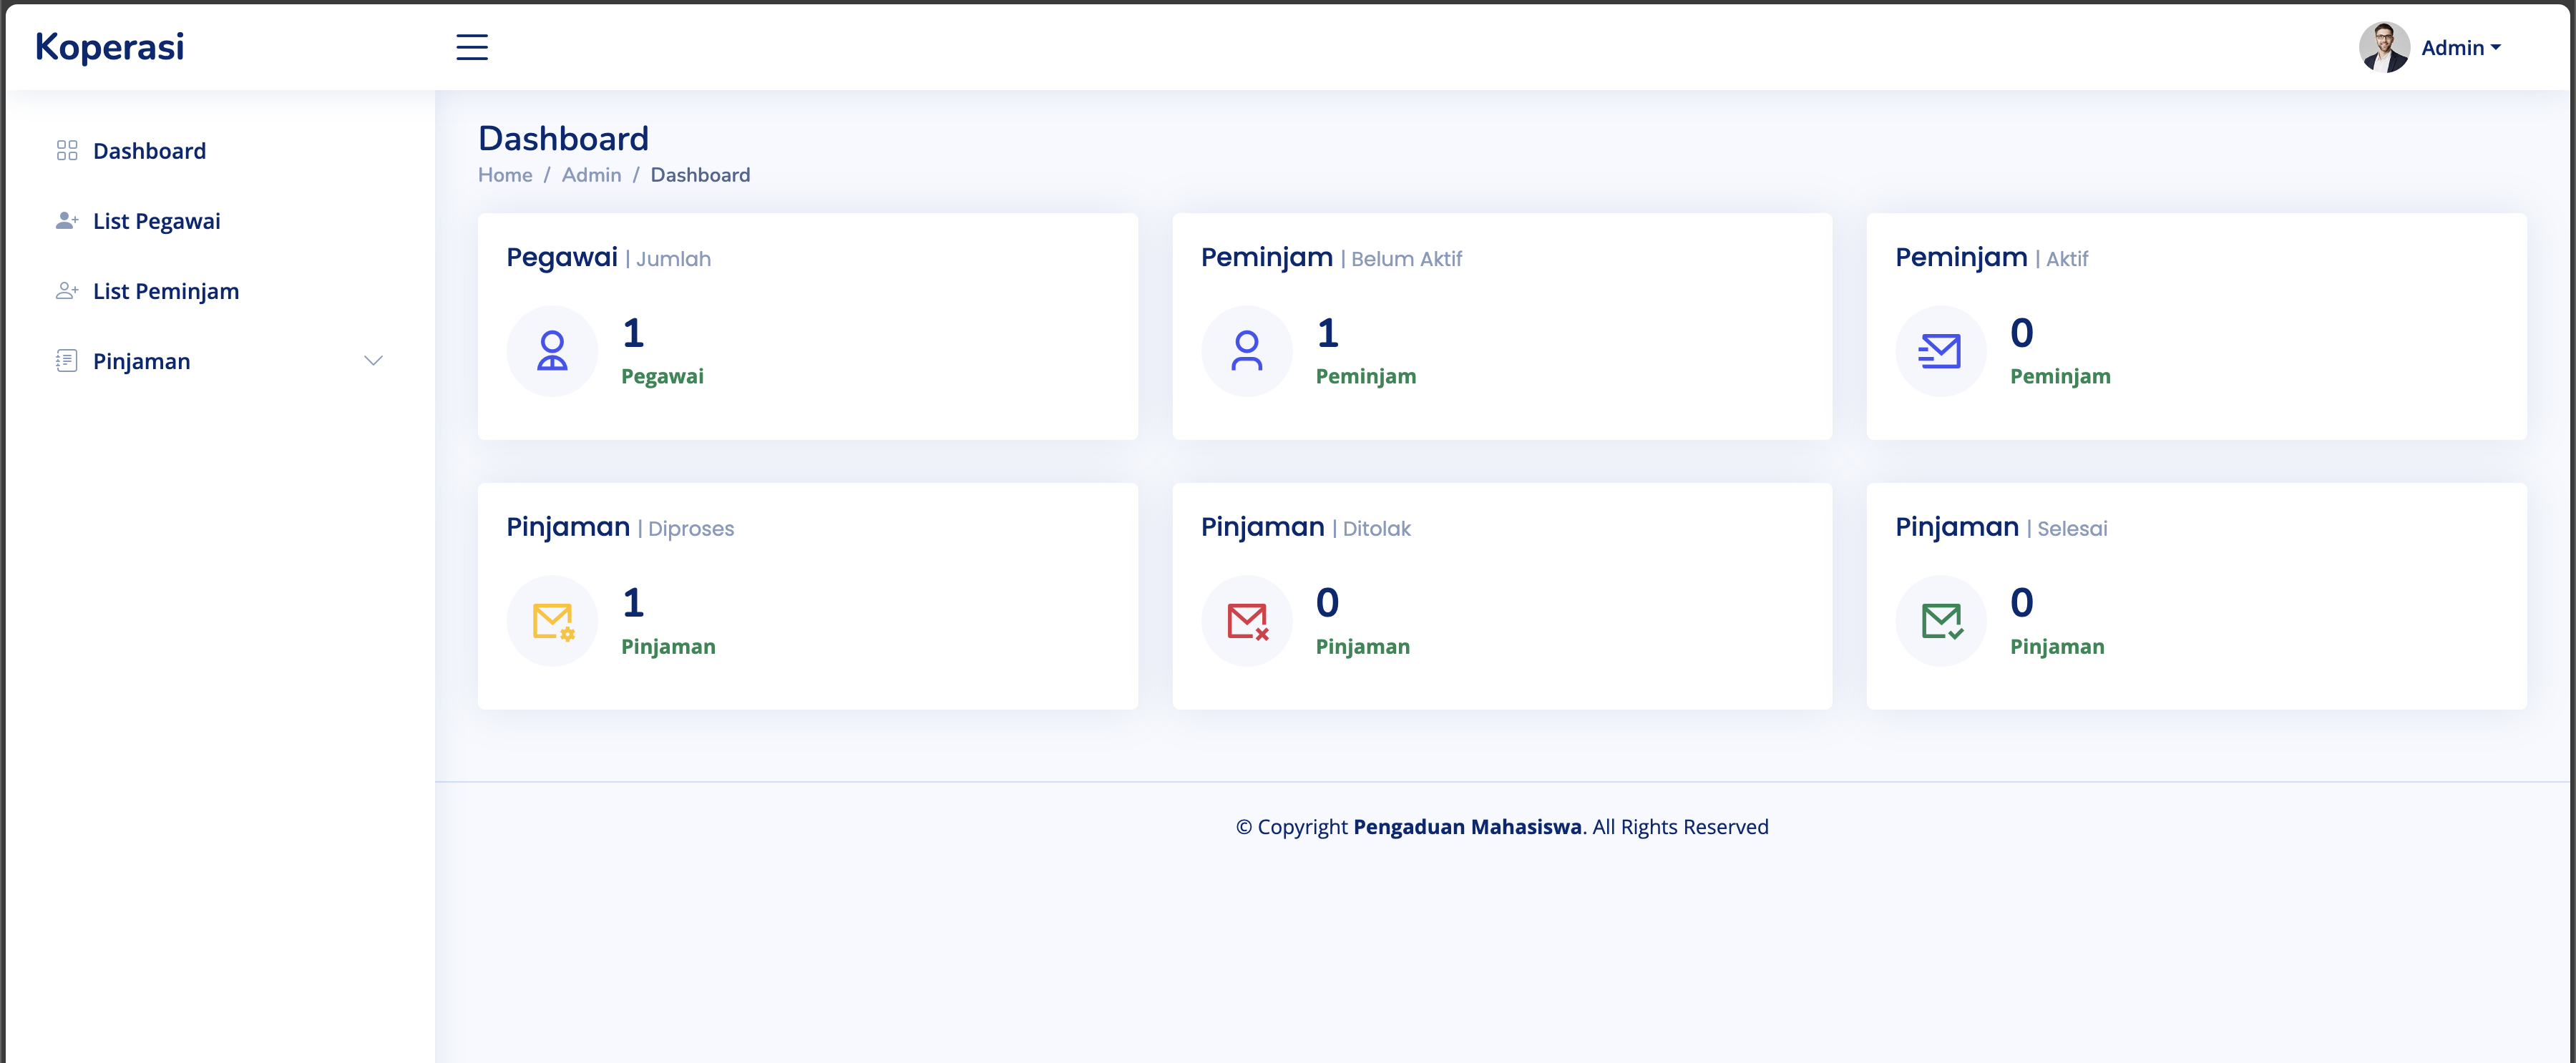 Koperasi
Admin
Dashboard
List Pegawai
List Peminjam
Pinjaman
Dashboard
Home / Admin / Dashboard
Pegawai | Jumlah
1
Pegawai
Peminjam | Belum Aktif
1
Peminjam
Peminjam | Aktif
0
Peminjam
Pinjaman | Diproses
1
Pinjaman
Pinjaman | Ditolak
0
Pinjaman
Pinjaman | Selesai
0
Pinjaman
© Copyright Pengaduan Mahasiswa. All Rights Reserved